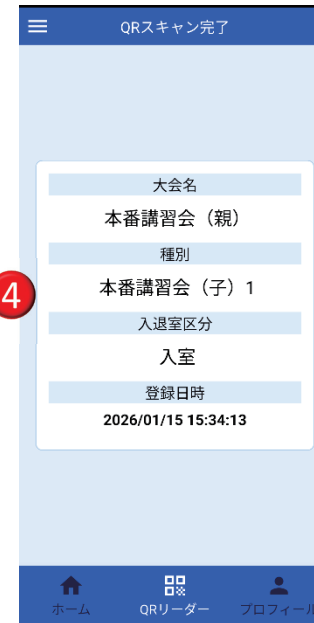 QRスキャン完了
大会名
本番講習会（親）
種別
本番講習会（子）1
4
入退室区分
入室
登録日時
2026/01/15 15:34:13
ホーム
QRリーダー
プロフィール